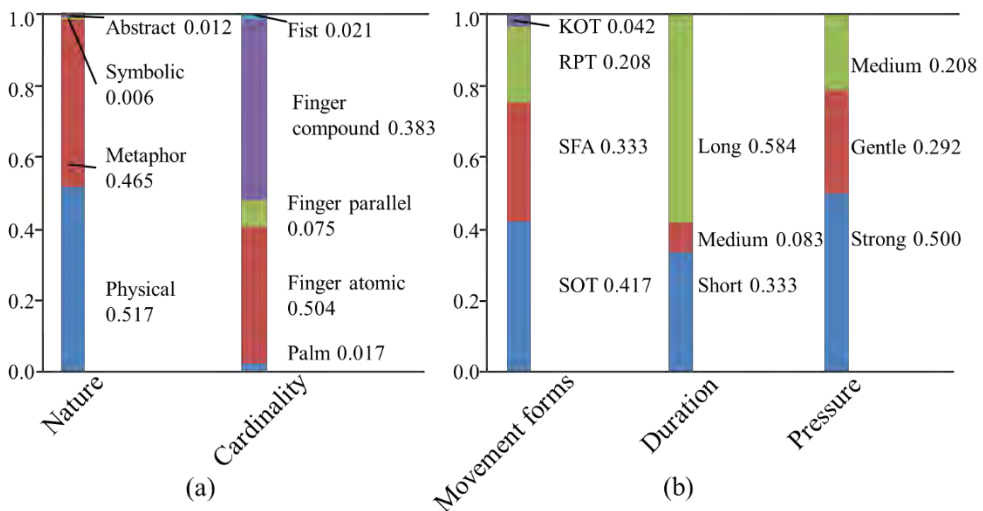 1.0
0.8
0.6
0.4
0.2
0.0
Abstract 0.012
Symbolic
0.006
Metaphor
0.465
Physical
0.517
Fist 0.021
Finger
compound 0.383
Finger parallel
0.075
Finger atomic
0.504
Palm 0.017
Nature
Cardinality
(a)
1.0
0.8
0.6
0.4
0.2
0.0
KOT 0.042
RPT 0.208
SFA 0.333
SOT 0.417
Long 0.584
Medium 0.083
Short 0.333
Medium 0.208
Gentle 0.292
Strong 0.500
Movement forms
Duration
Pressure
(b)